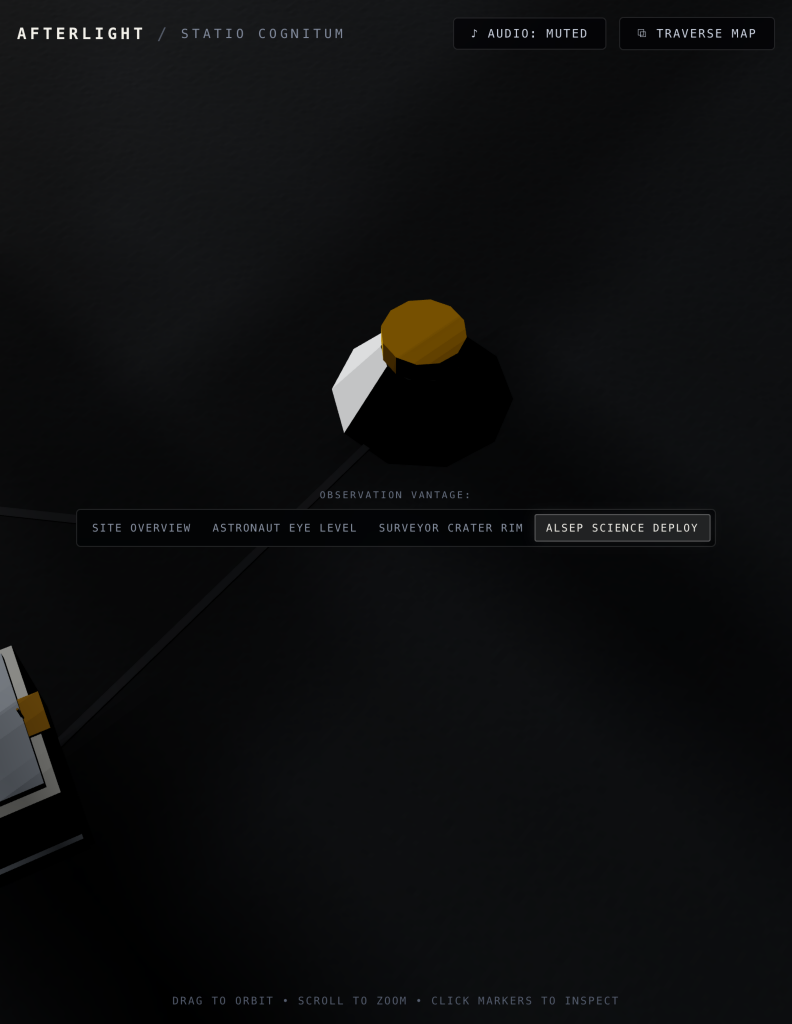 AFTERLIGHT / STATIO COGNITUM
♪ AUDIO: MUTED
TRAVERSE MAP
OBSERVATION VANTAGE:
SITE OVERVIEW ASTRONAUT EYE LEVEL SURVEYOR CRATER RIM ALSEP SCIENCE DEPLOY
DRAG TO ORBIT • SCROLL TO ZOOM • CLICK MARKERS TO INSPECT